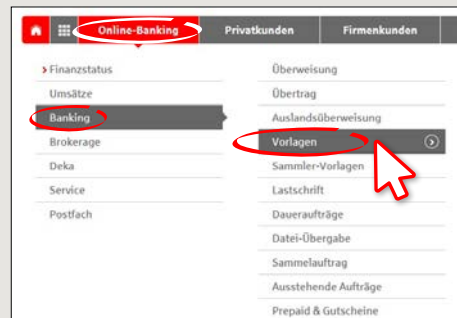 Online-Banking Privatkunden Firmenkunden
Finanzstatus
Umsätze
Banking
Brokerage
Deka
Service
Postfach
Überweisung
Übertrag
Auslandsüberweisung
Vorlagen
Sammler-Vorlagen
Lastschrift
Daueraufträge
Datei-Übergabe
Sammelauftrag
Ausstehende Aufträge
Prepaid & Gutscheine